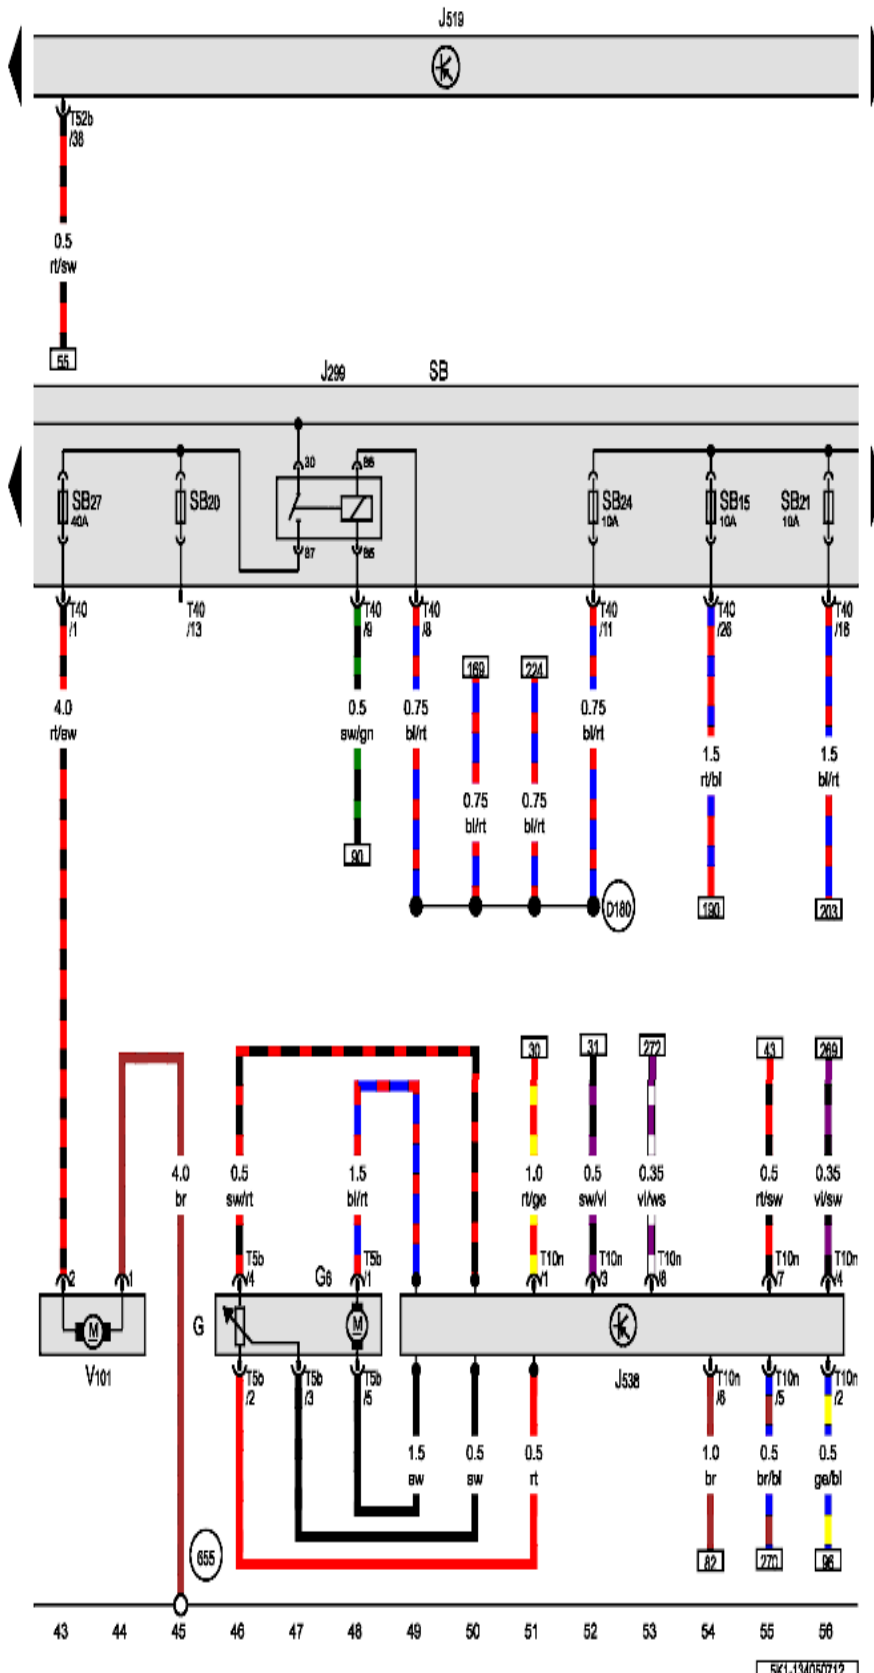 J519
T52b
/38
0.5
rt/sw
55
J299 SB
30 86
SB27
40A
SB20
SB24
10A
SB15
10A
SB21
10A
87 85
T40
/1
T40
/13
T40
/9
T40
/8
T40
/11
T40
/26
T40
/18
169 224
4.0
rt/sw
0.5
sw/gn
0.75
bl/rt
0.75
bl/rt
1.5
rt/bl
1.5
bl/rt
0.75
bl/rt
0.75
bl/rt
90
D180
190 203
30 31 272 43 269
4.0
br
0.5
sw/rt
1.5
bl/rt
1.0
rt/ge
0.5
sw/vi
0.35
vi/ws
0.5
rt/sw
0.35
vi/sw
2 1
T5b
/4
G6
T5b
/1
T10n
/1
T10n
/3
T10n
/8
T10n
/7
T10n
/4
M
G
M
V101
T5b
/2
T5b
/3
T5b
/5
J538
T10n
/6
T10n
/5
T10n
/2
1.5
sw
0.5
sw
0.5
rt
1.0
br
0.5
br/bl
0.5
ge/bl
655
82 270 96
43 44 45 46 47 48 49 50 51 52 53 54 55 56
5K1-134050712